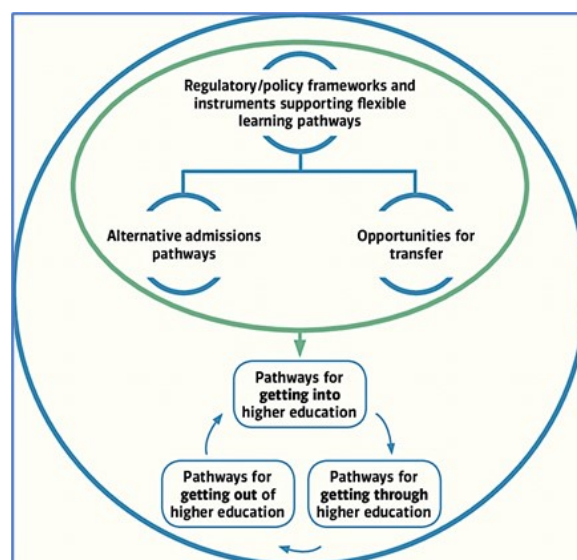 Regulatory/policy frameworks and
instruments supporting flexible
learning pathways
Alternative admissions
pathways
Opportunities for
transfer
Pathways for
getting into
higher education
Pathways for
getting out of
higher education
Pathways for
getting through
higher education